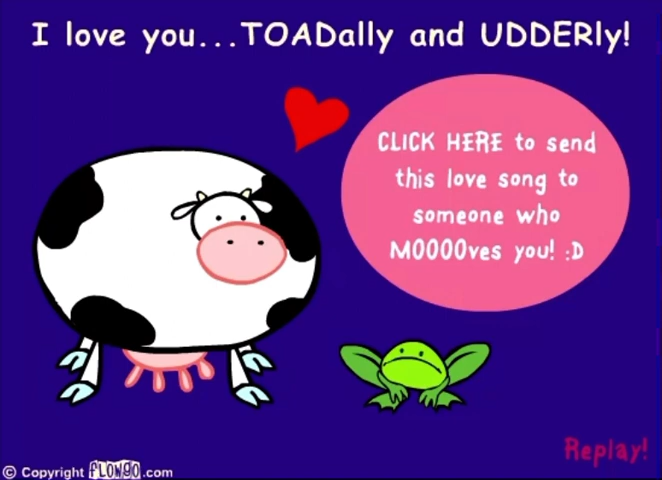 I love you...TOADally and UDDERly!
CLICK HERE to send
this love song to
someone who
MOOOOves you! :D
Replay!
© Copyright FLOWGO.com